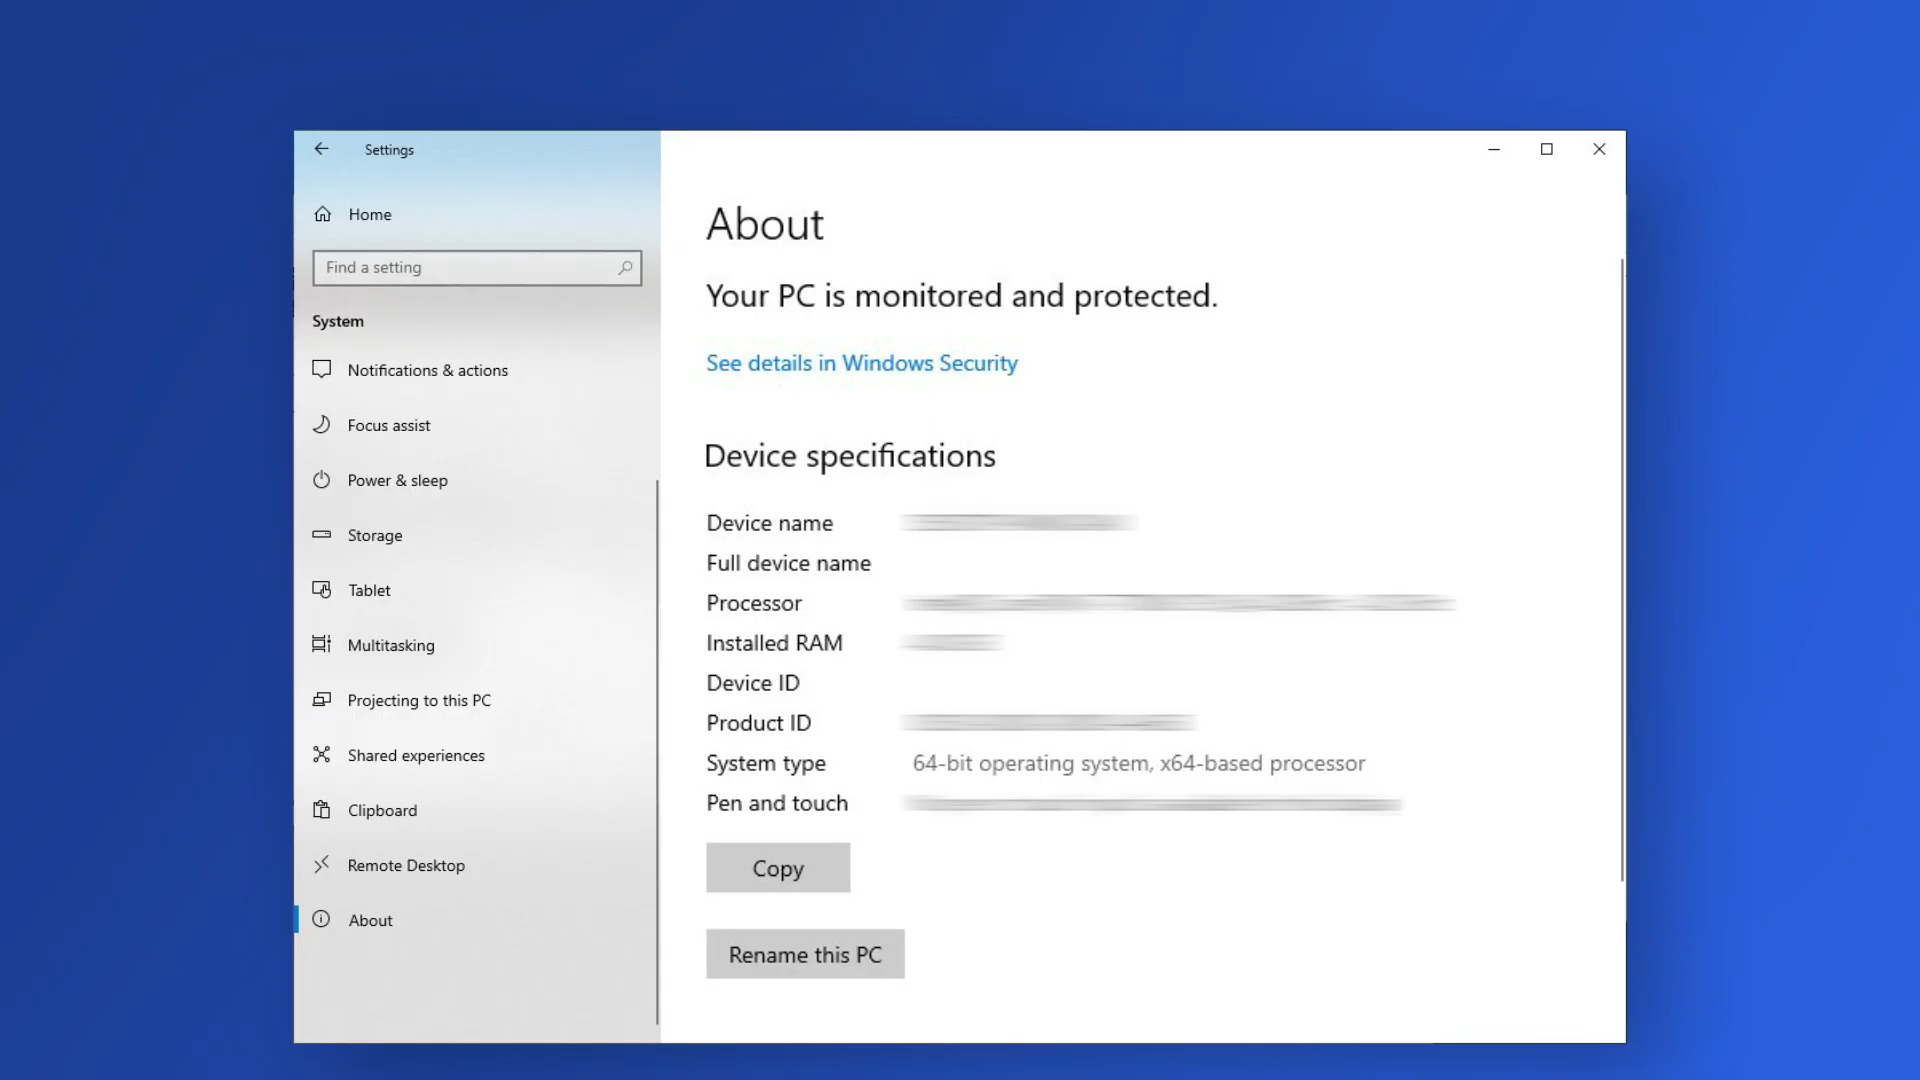 Settings
Home
Find a setting
System
Notifications & actions
Focus assist
Power & sleep
Storage
Tablet
Multitasking
Projecting to this PC
Shared experiences
Clipboard
Remote Desktop
About
About
Your PC is monitored and protected.
See details in Windows Security
Device specifications
Device name
Full device name
Processor
Installed RAM
Device ID
Product ID
System type 64-bit operating system, x64-based processor
Pen and touch
Copy
Rename this PC